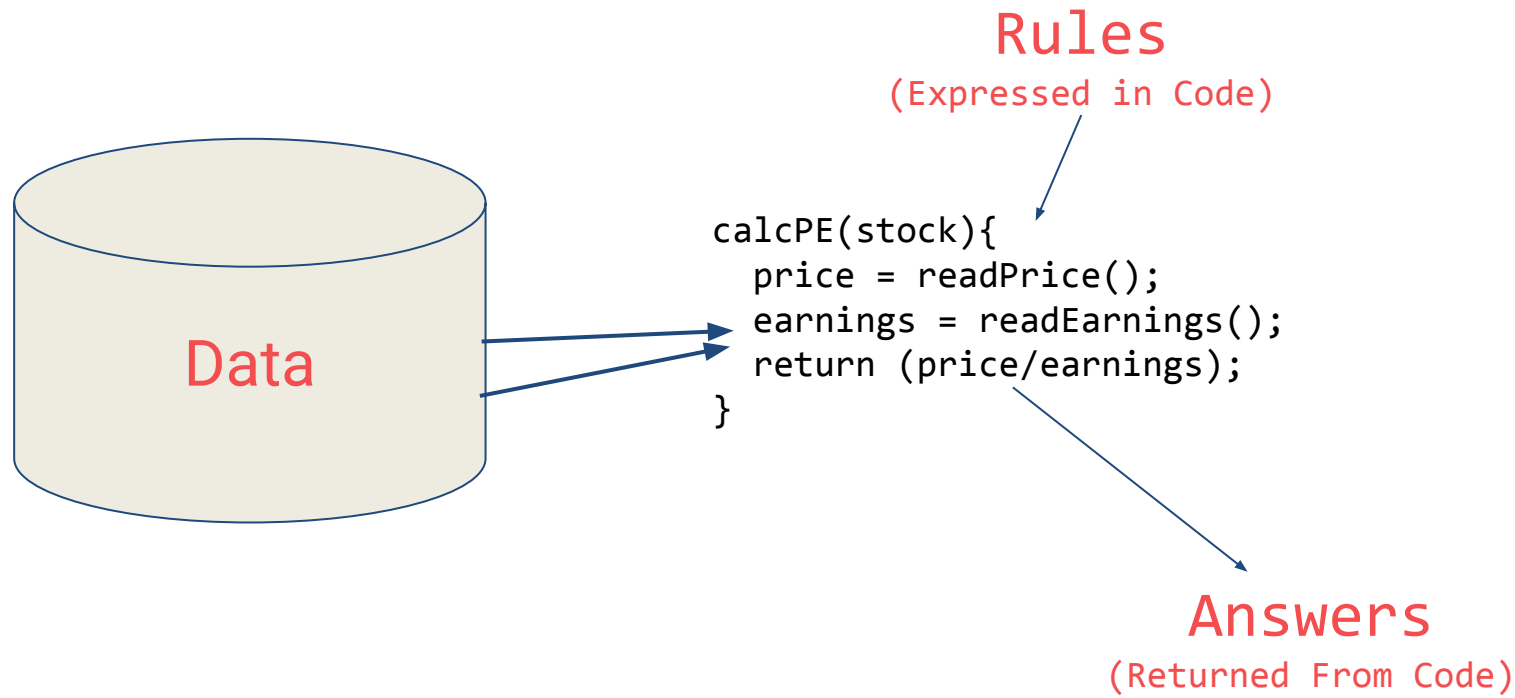 Rules
(Expressed in Code)
Data
calcPE(stock){
  price = readPrice();
  earnings = readEarnings();
  return (price/earnings);
}
Answers
(Returned From Code)